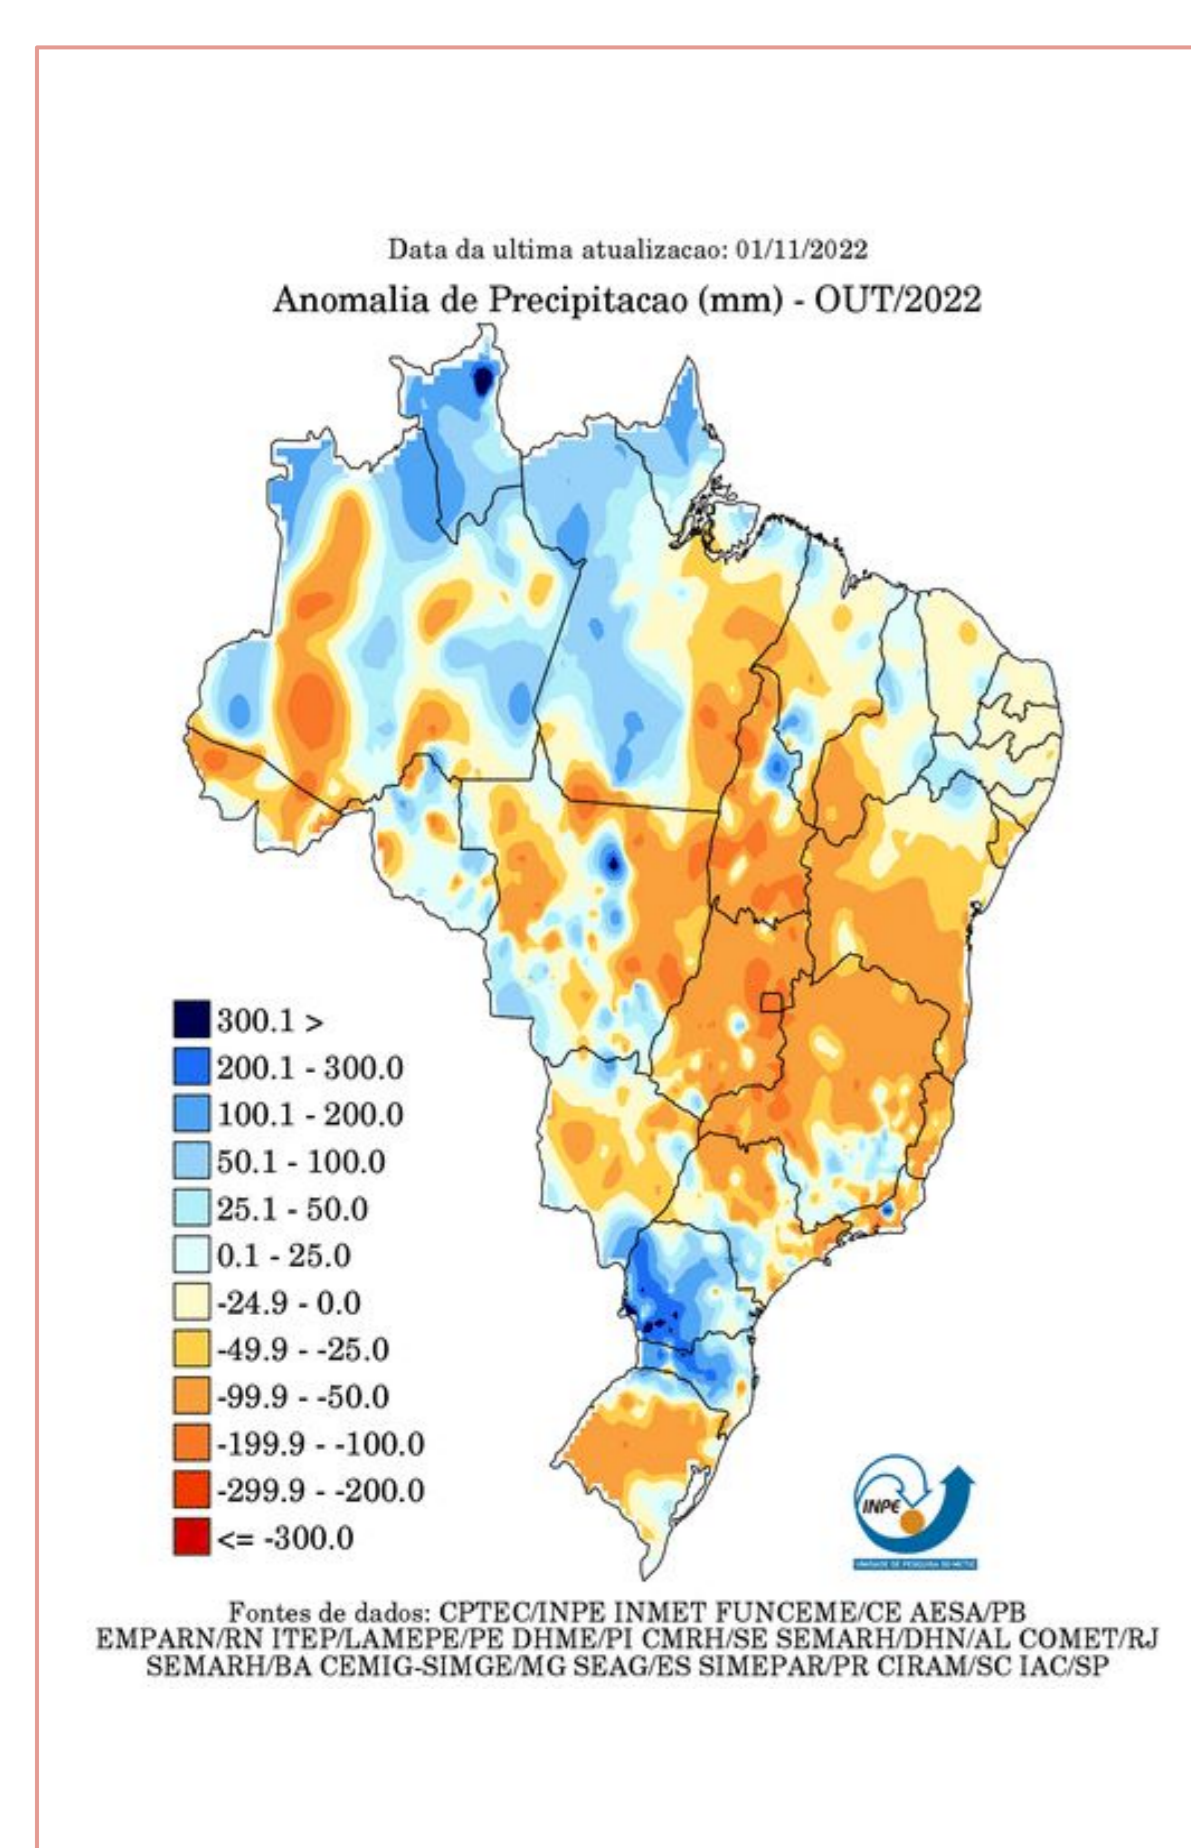 Data da ultima atualizacao: 01/11/2022
Anomalia de Precipitacao (mm) - OUT/2022
300.1 >
200.1 - 300.0
100.1 - 200.0
50.1 - 100.0
25.1 - 50.0
0.1 - 25.0
-24.9 - 0.0
-49.9 - -25.0
-99.9 - -50.0
-199.9 - -100.0
-299.9 - -200.0
<= -300.0
INPE
UNIDADE DE PESQUISA DO MCTIC
Fontes de dados: CPTEC/INPE INMET FUNCEME/CE AESA/PB
EMPARN/RN ITEP/LAMEPE/PE DHME/PI CMRH/SE SEMARH/DHN/AL COMET/RJ
SEMARH/BA CEMIG-SIMGE/MG SEAG/ES SIMEPAR/PR CIRAM/SC IAC/SP